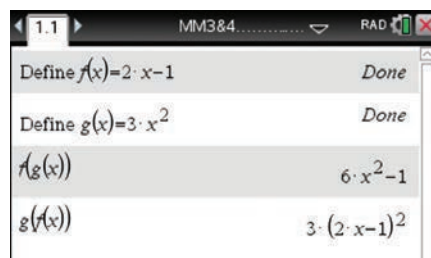 1.1 MM3&4............. RAD
Define f(x)=2·x−1 Done
Define g(x)=3·x² Done
f(g(x)) 6·x²−1
g(f(x)) 3·(2·x−1)²